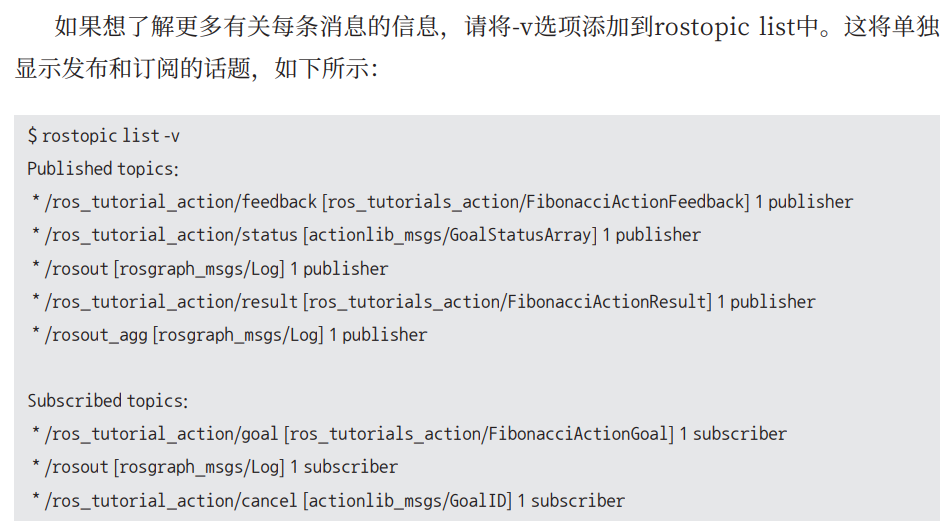 如果想了解更多有关每条消息的信息，请将-v选项添加到rostopic list中。这将单独
显示发布和订阅的话题，如下所示：
$ rostopic list -v
Published topics:
* /ros_tutorial_action/feedback [ros_tutorials_action/FibonacciActionFeedback] 1 publisher
* /ros_tutorial_action/status [actionlib_msgs/GoalStatusArray] 1 publisher
* /rosout [rosgraph_msgs/Log] 1 publisher
* /ros_tutorial_action/result [ros_tutorials_action/FibonacciActionResult] 1 publisher
* /rosout_agg [rosgraph_msgs/Log] 1 publisher
Subscribed topics:
* /ros_tutorial_action/goal [ros_tutorials_action/FibonacciActionGoal] 1 subscriber
* /rosout [rosgraph_msgs/Log] 1 subscriber
* /ros_tutorial_action/cancel [actionlib_msgs/GoalID] 1 subscriber